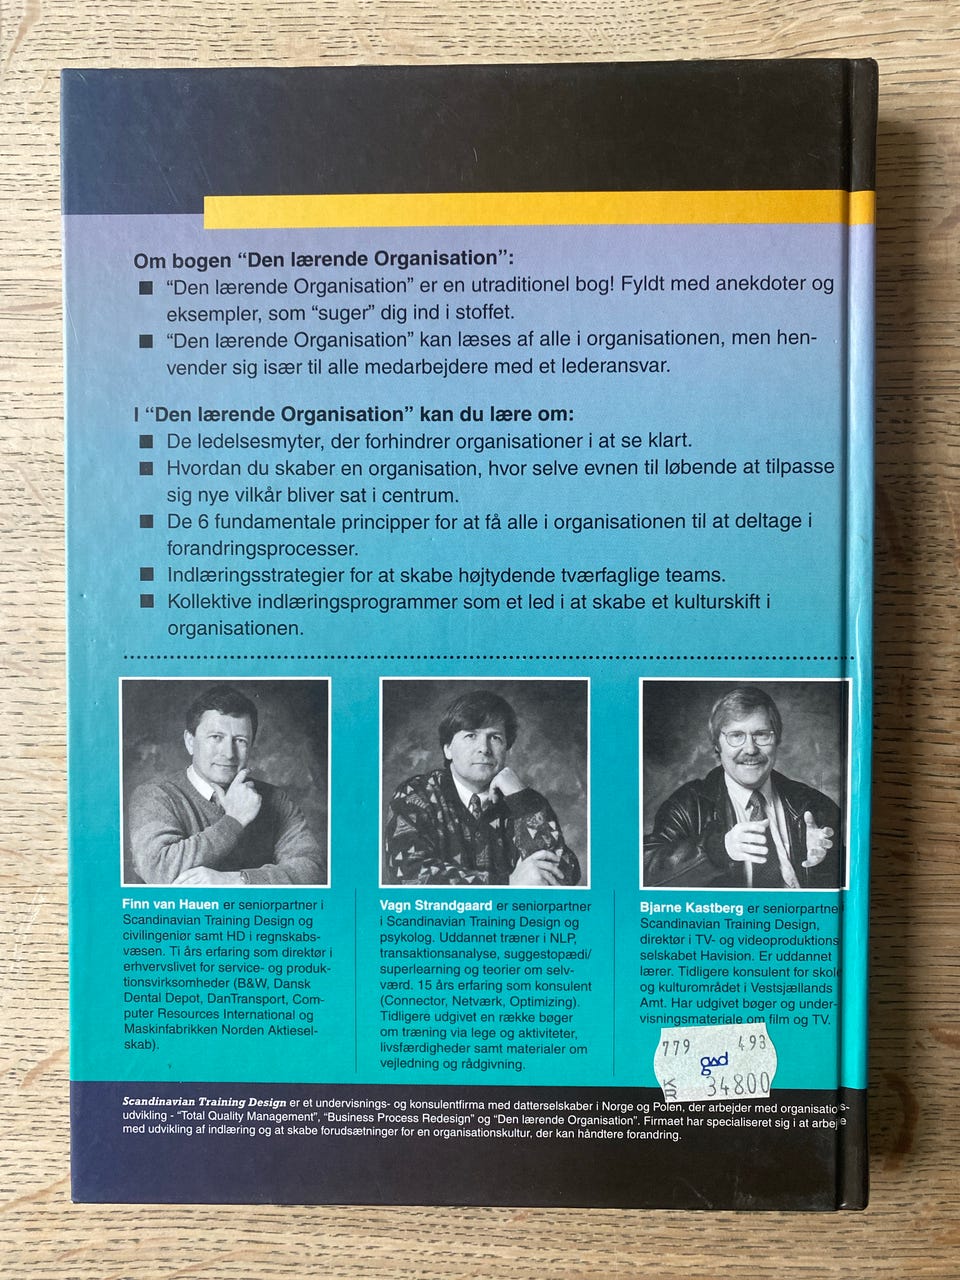 Om bogen “Den lærende Organisation”:
■ “Den lærende Organisation” er en utraditionel bog! Fyldt med anekdoter og
eksempler, som “suger” dig ind i stoffet.
■ “Den lærende Organisation” kan læses af alle i organisationen, men hen-
vender sig især til alle medarbejdere med et lederansvar.
I “Den lærende Organisation” kan du lære om:
■ De ledelsesmyter, der forhindrer organisationer i at se klart.
■ Hvordan du skaber en organisation, hvor selve evnen til løbende at tilpasse
sig nye vilkår bliver sat i centrum.
■ De 6 fundamentale principper for at få alle i organisationen til at deltage i
forandringsprocesser.
■ Indlæringsstrategier for at skabe højtydende tværfaglige teams.
■ Kollektive indlæringsprogrammer som et led i at skabe et kulturskift i
organisationen.
Finn van Hauen er seniorpartner i
Scandinavian Training Design og
civilingeniør samt HD i regnskabs-
væsen. Ti års erfaring som direktør i
erhvervslivet for service- og produk-
tionsvirksomheder (B&W, Dansk
Dental Depot, DanTransport, Com-
puter Resources International og
Maskinfabrikken Norden Aktiesel-
skab).
Vagn Strandgaard er seniorpartner
i Scandinavian Training Design og
psykolog. Uddannet træner i NLP,
transaktionsanalyse, suggestopædi/
superlearning og teorier om selv-
værd. 15 års erfaring som konsulent
(Connector, Netværk, Optimizing).
Tidligere udgivet en række bøger
om træning via lege og aktiviteter,
livsfærdigheder samt materialer om
vejledning og rådgivning.
Bjarne Kastberg er seniorpartner i
Scandinavian Training Design,
direktør i TV- og videoproduktions
selskabet Havision. Er uddannet
lærer. Tidligere konsulent for skole
og kulturområdet i Vestsjællands
Amt. Har udgivet bøger og under-
visningsmateriale om film og TV.
779 493
gad
KR 34800
Scandinavian Training Design er et undervisnings- og konsulentfirma med datterselskaber i Norge og Polen, der arbejder med organisations-
udvikling - “Total Quality Management”, “Business Process Redesign” og “Den lærende Organisation”. Firmaet har specialiseret sig i at arbejde
med udvikling af indlæring og at skabe forudsætninger for en organisationskultur, der kan håndtere forandring.